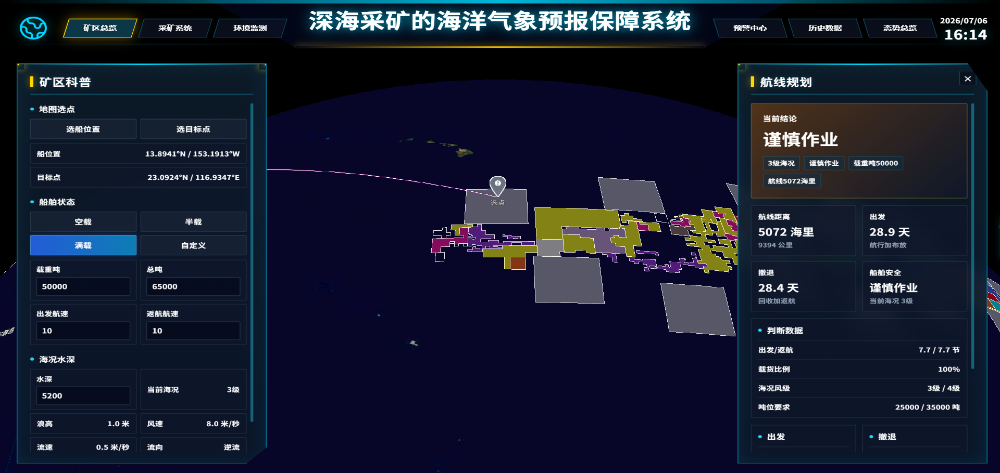 矿区总览
采矿系统
环境监测
深海采矿的海洋气象预报保障系统
预警中心
历史数据
态势总览
2026/07/06
16:14
矿区科普
地图选点
选船位置
选目标点
船位置
13.8941°N / 153.1913°W
目标点
23.0924°N / 116.9347°E
船舶状态
空载
半载
满载
自定义
载重吨
总吨
50000
65000
出发航速
返航航速
10
10
海况水深
水深
5200
当前海况
3级
浪高
1.0 米
风速
8.0 米/秒
流速
0.5 米/秒
流向
逆流
选点
航线规划
当前结论
谨慎作业
3级海况
谨慎作业
载重吨50000
航线5072海里
航线距离
5072 海里
9394 公里
出发
28.9 天
航行加布放
撤退
28.4 天
回收加返航
船舶安全
谨慎作业
当前海况 3级
判断数据
出发/返航
7.7 / 7.7 节
载货比例
100%
海况风级
3级 / 4级
吨位要求
25000 / 35000 吨
出发
撤退